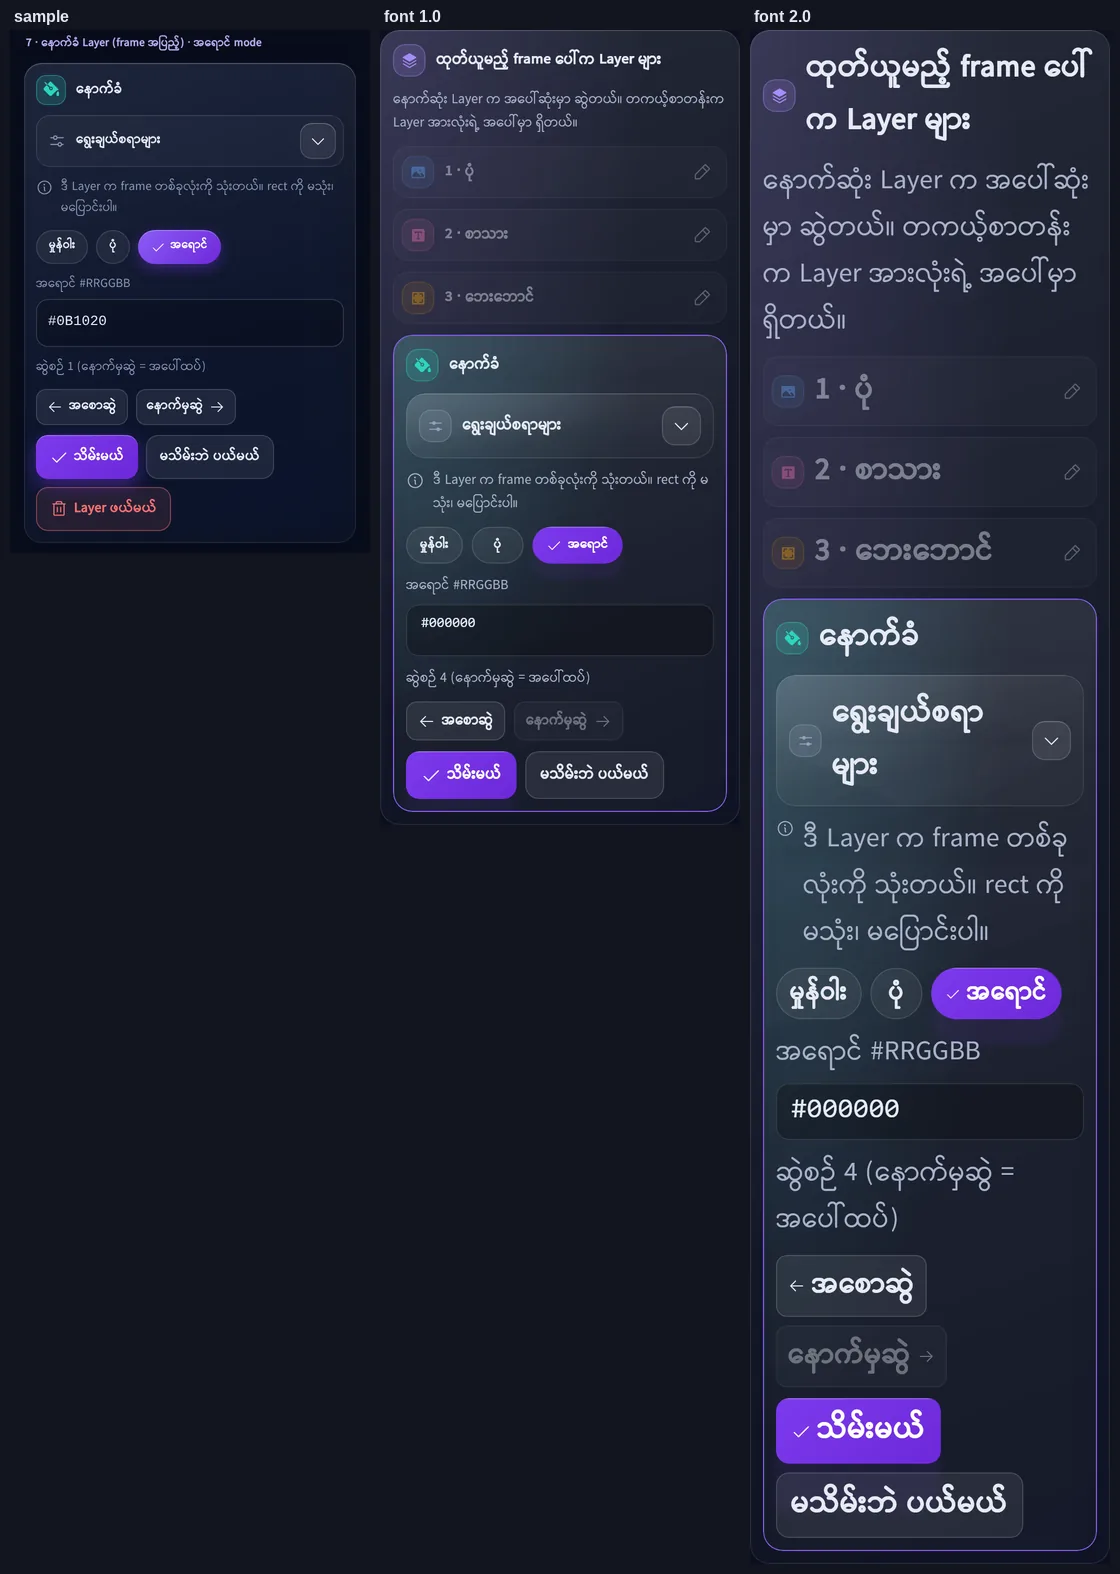 sample
7 · နောက်ခံ Layer (frame အပြည့်) · အရောင် mode
နောက်ခံ
ရွေးချယ်စရာများ
ဒီ Layer က frame တစ်ခုလုံးကို သုံးတယ်။ rect ကို မသုံး၊
မပြောင်းပါ။
မှုန်ဝါး
ပုံ
အရောင်
အရောင် #RRGGBB
#0B1020
ဆွဲစဉ် 1 (နောက်မှဆွဲ = အပေါ်ထပ်)
အစောဆွဲ
နောက်မှဆွဲ
သိမ်းမယ်
မသိမ်းဘဲ ပယ်မယ်
Layer ဖယ်မယ်
font 1.0
ထုတ်ယူမည့် frame ပေါ်က Layer များ
နောက်ဆုံး Layer က အပေါ်ဆုံးမှာ ဆွဲတယ်။ တကယ့်စာတန်းက
Layer အားလုံးရဲ့ အပေါ်မှာ ရှိတယ်။
1 · ပုံ
2 · စာသား
3 · ဘေးဘောင်
နောက်ခံ
ရွေးချယ်စရာများ
ဒီ Layer က frame တစ်ခုလုံးကို သုံးတယ်။ rect ကို မ
သုံး၊ မပြောင်းပါ။
မှုန်ဝါး
ပုံ
အရောင်
အရောင် #RRGGBB
#000000
ဆွဲစဉ် 4 (နောက်မှဆွဲ = အပေါ်ထပ်)
အစောဆွဲ
နောက်မှဆွဲ
သိမ်းမယ်
မသိမ်းဘဲ ပယ်မယ်
font 2.0
ထုတ်ယူမည့် frame ပေါ်
က Layer များ
နောက်ဆုံး Layer က အပေါ်ဆုံး
မှာ ဆွဲတယ်။ တကယ့်စာတန်း
က Layer အားလုံးရဲ့ အပေါ်မှာ
ရှိတယ်။
1 · ပုံ
2 · စာသား
3 · ဘေးဘောင်
နောက်ခံ
ရွေးချယ်စရာ
များ
ဒီ Layer က frame တစ်ခု
လုံးကို သုံးတယ်။ rect ကို
မသုံး၊ မပြောင်းပါ။
မှုန်ဝါး
ပုံ
အရောင်
အရောင် #RRGGBB
#000000
ဆွဲစဉ် 4 (နောက်မှဆွဲ =
အပေါ်ထပ်)
အစောဆွဲ
နောက်မှဆွဲ
သိမ်းမယ်
မသိမ်းဘဲ ပယ်မယ်